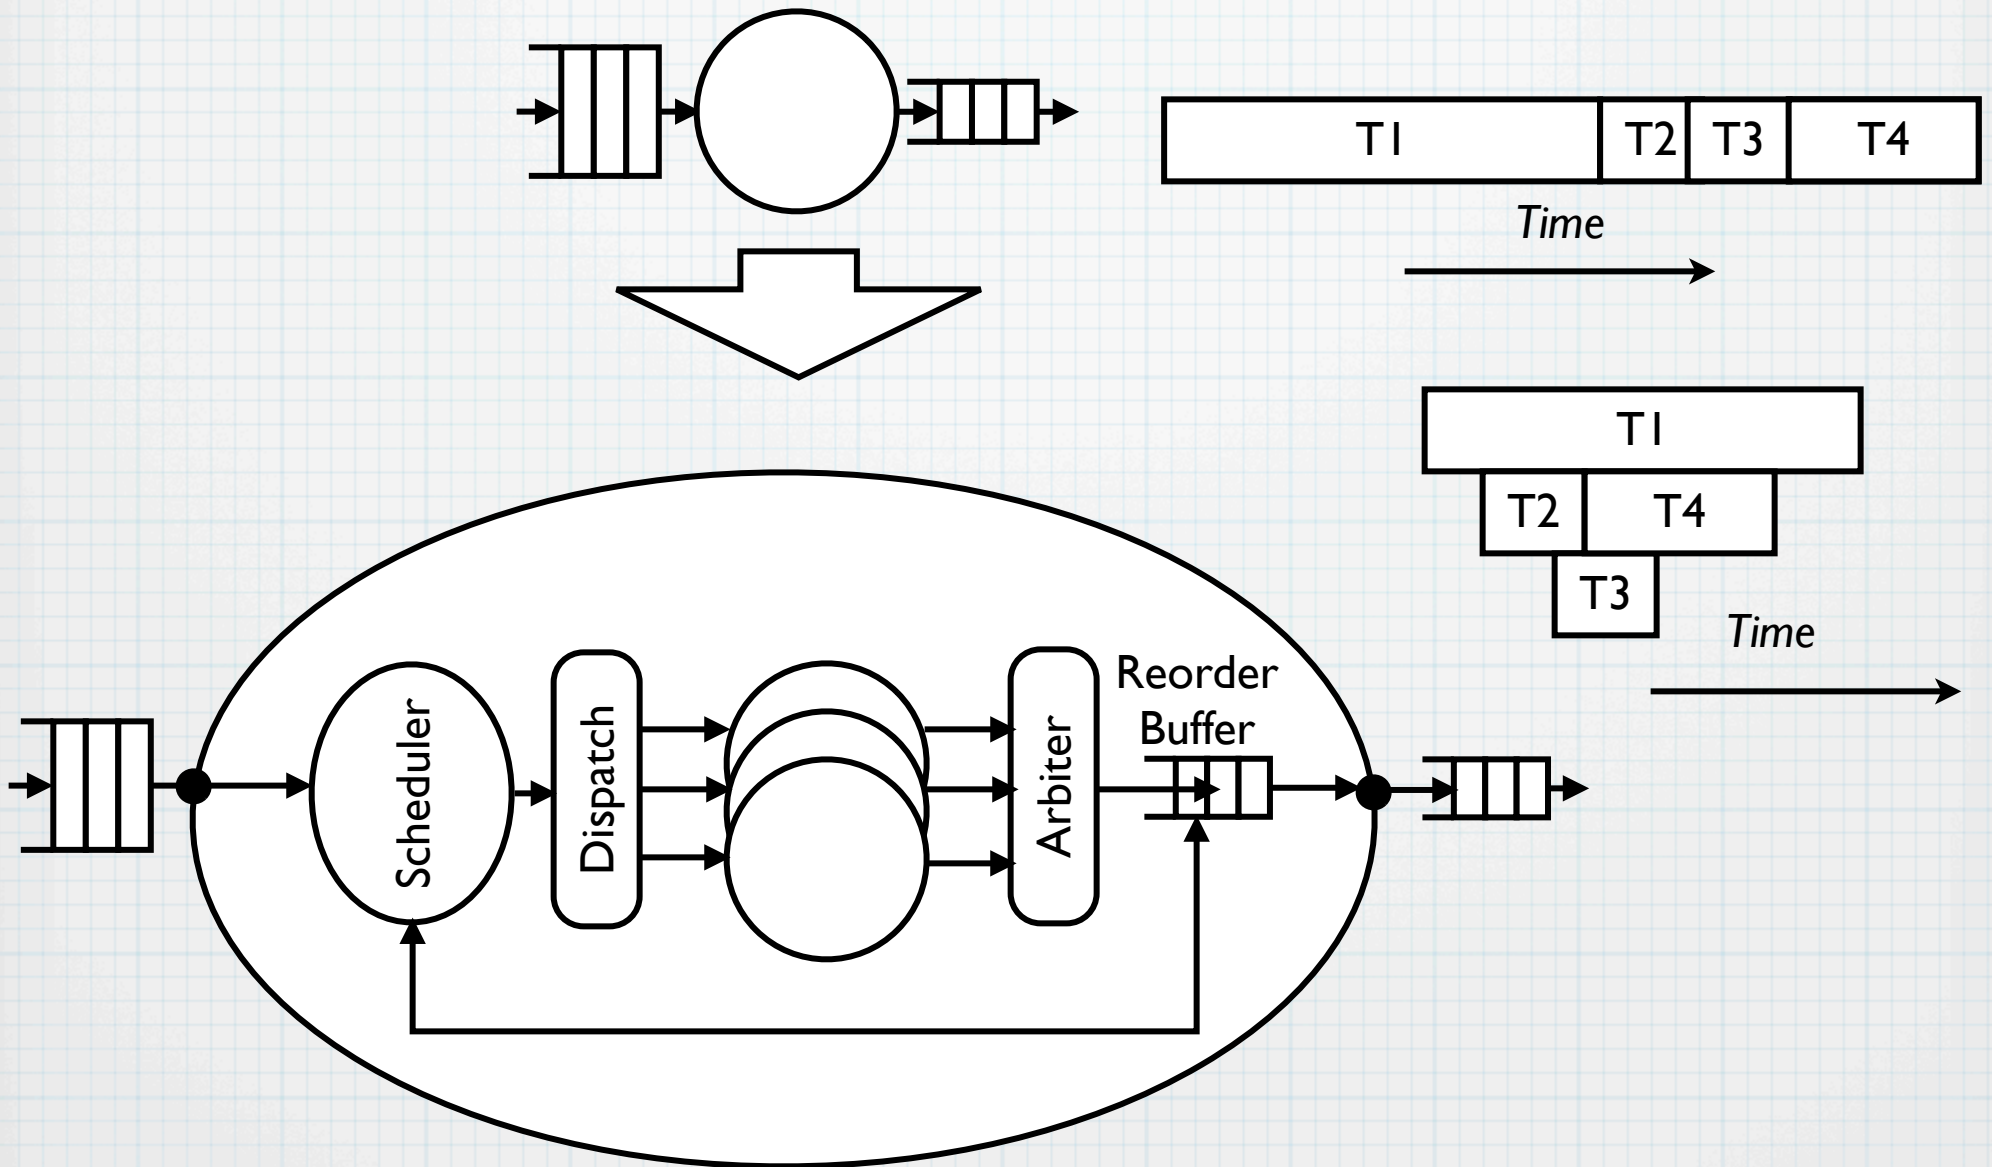 T1 T2 T3 T4
Time
T1
T2 T4
T3
Time
Scheduler
Dispatch
Arbiter
Reorder
Buffer